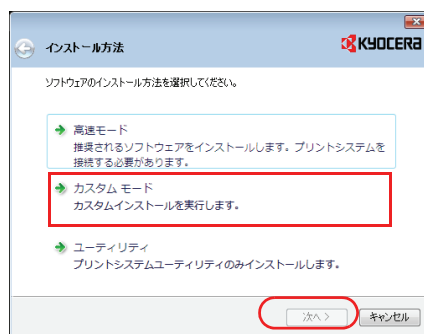 インストール方法
KYOCERA
ソフトウェアのインストール方法を選択してください。
高速モード
推奨されるソフトウェアをインストールします。プリントシステムを
接続する必要があります。
カスタム モード
カスタムインストールを実行します。
ユーティリティ
プリントシステムユーティリティのみインストールします。
次へ >
キャンセル